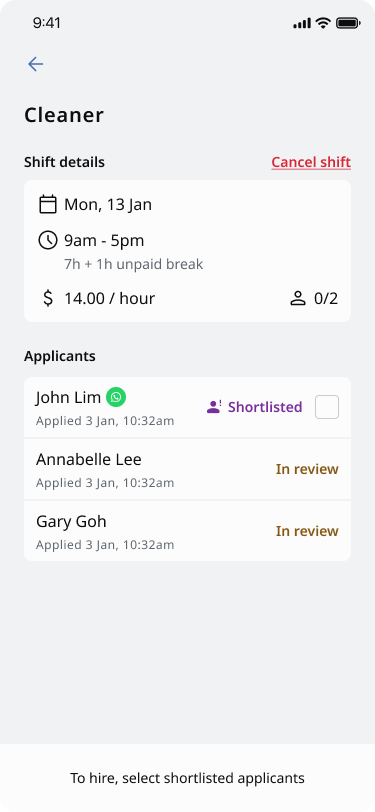 9:41
Cleaner
Shift details
Cancel shift
Mon, 13 Jan
9am - 5pm
7h + 1h unpaid break
$ 14.00 / hour
0/2
Applicants
John Lim
Applied 3 Jan, 10:32am
! Shortlisted
Annabelle Lee
Applied 3 Jan, 10:32am
In review
Gary Goh
Applied 3 Jan, 10:32am
In review
To hire, select shortlisted applicants